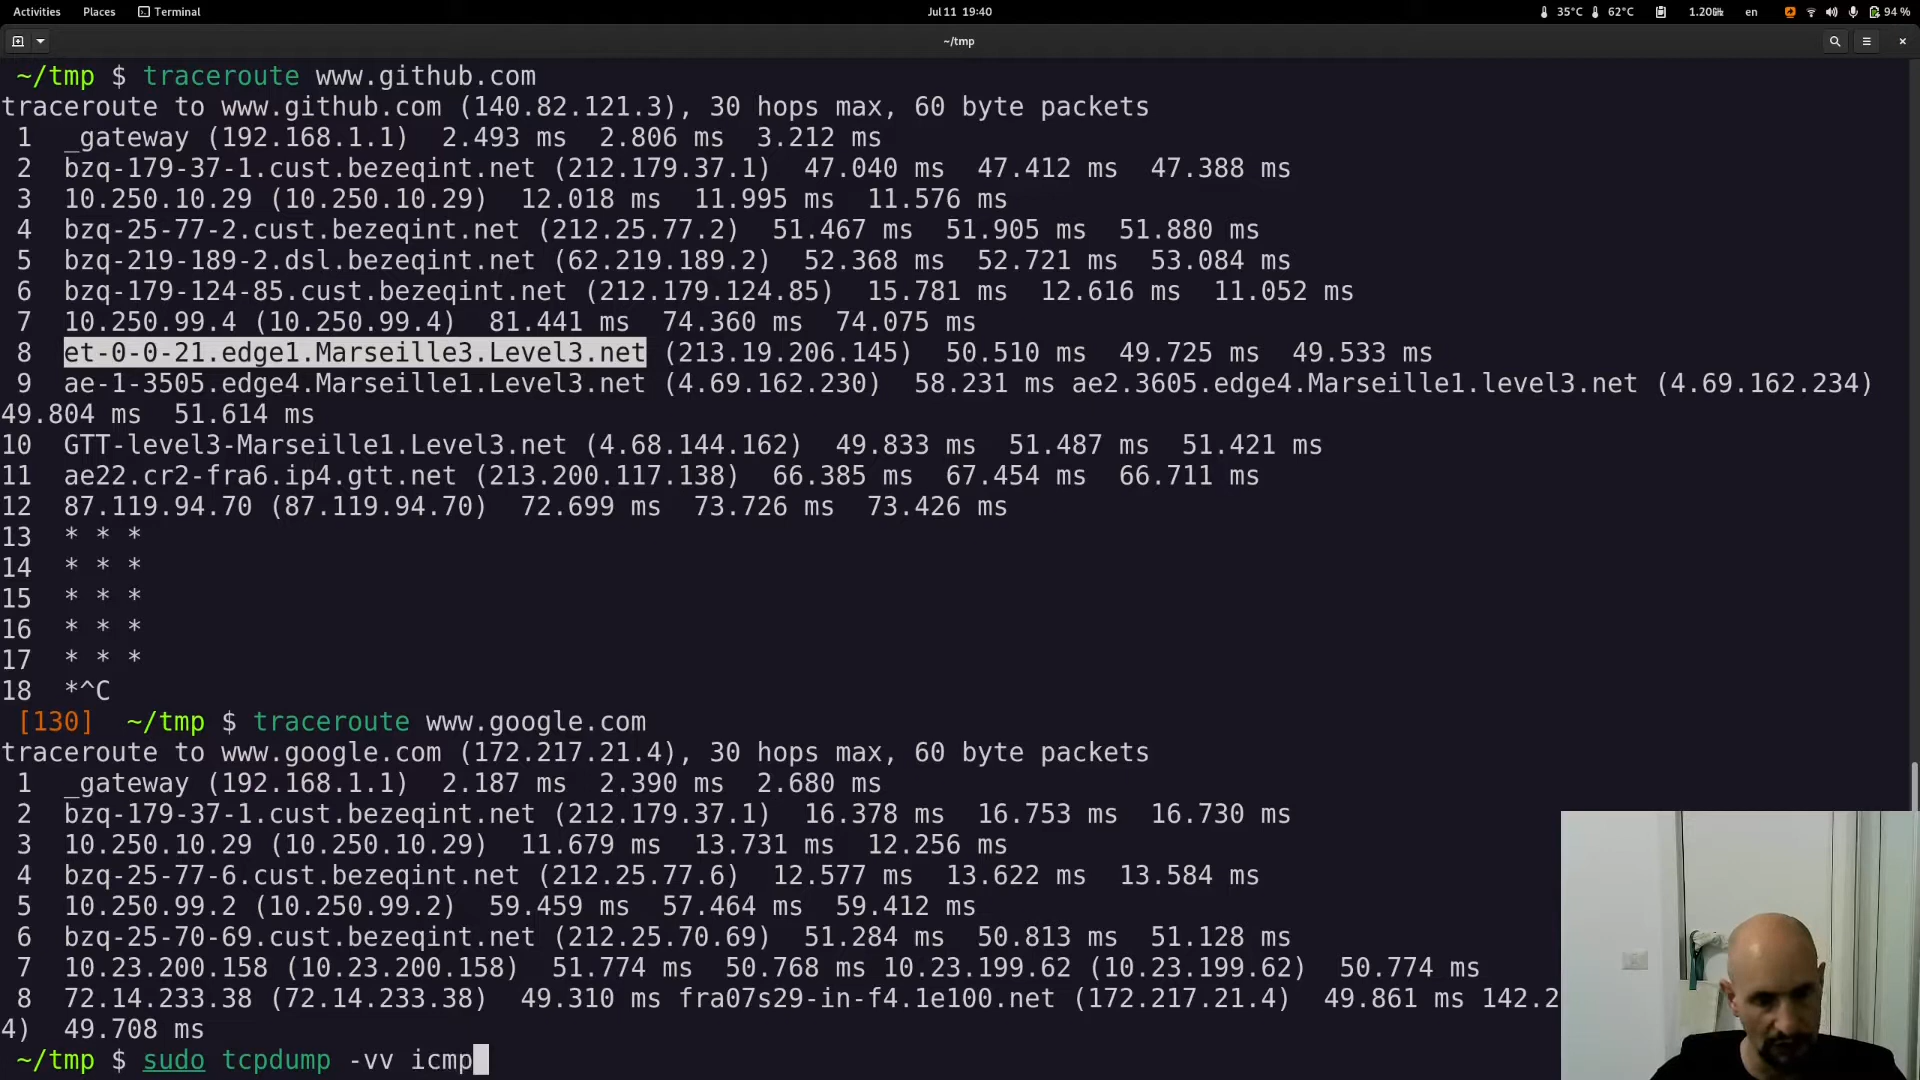 Activities Places Terminal Jul 11 19:40 35°C 62°C 1.20GHz en 94 %
~/tmp
~/tmp $ traceroute www.github.com
traceroute to www.github.com (140.82.121.3), 30 hops max, 60 byte packets
1 _gateway (192.168.1.1) 2.493 ms 2.806 ms 3.212 ms
2 bzq-179-37-1.cust.bezeqint.net (212.179.37.1) 47.040 ms 47.412 ms 47.388 ms
3 10.250.10.29 (10.250.10.29) 12.018 ms 11.995 ms 11.576 ms
4 bzq-25-77-2.cust.bezeqint.net (212.25.77.2) 51.467 ms 51.905 ms 51.880 ms
5 bzq-219-189-2.dsl.bezeqint.net (62.219.189.2) 52.368 ms 52.721 ms 53.084 ms
6 bzq-179-124-85.cust.bezeqint.net (212.179.124.85) 15.781 ms 12.616 ms 11.052 ms
7 10.250.99.4 (10.250.99.4) 81.441 ms 74.360 ms 74.075 ms
8 et-0-0-21.edge1.Marseille3.Level3.net (213.19.206.145) 50.510 ms 49.725 ms 49.533 ms
9 ae-1-3505.edge4.Marseille1.Level3.net (4.69.162.230) 58.231 ms ae2.3605.edge4.Marseille1.level3.net (4.69.162.234)
49.804 ms 51.614 ms
10 GTT-level3-Marseille1.Level3.net (4.68.144.162) 49.833 ms 51.487 ms 51.421 ms
11 ae22.cr2-fra6.ip4.gtt.net (213.200.117.138) 66.385 ms 67.454 ms 66.711 ms
12 87.119.94.70 (87.119.94.70) 72.699 ms 73.726 ms 73.426 ms
13 * * *
14 * * *
15 * * *
16 * * *
17 * * *
18 *^C
[130] ~/tmp $ traceroute www.google.com
traceroute to www.google.com (172.217.21.4), 30 hops max, 60 byte packets
1 _gateway (192.168.1.1) 2.187 ms 2.390 ms 2.680 ms
2 bzq-179-37-1.cust.bezeqint.net (212.179.37.1) 16.378 ms 16.753 ms 16.730 ms
3 10.250.10.29 (10.250.10.29) 11.679 ms 13.731 ms 12.256 ms
4 bzq-25-77-6.cust.bezeqint.net (212.25.77.6) 12.577 ms 13.622 ms 13.584 ms
5 10.250.99.2 (10.250.99.2) 59.459 ms 57.464 ms 59.412 ms
6 bzq-25-70-69.cust.bezeqint.net (212.25.70.69) 51.284 ms 50.813 ms 51.128 ms
7 10.23.200.158 (10.23.200.158) 51.774 ms 50.768 ms 10.23.199.62 (10.23.199.62) 50.774 ms
8 72.14.233.38 (72.14.233.38) 49.310 ms fra07s29-in-f4.1e100.net (172.217.21.4) 49.861 ms 142.2
4) 49.708 ms
~/tmp $ sudo tcpdump -vv icmp